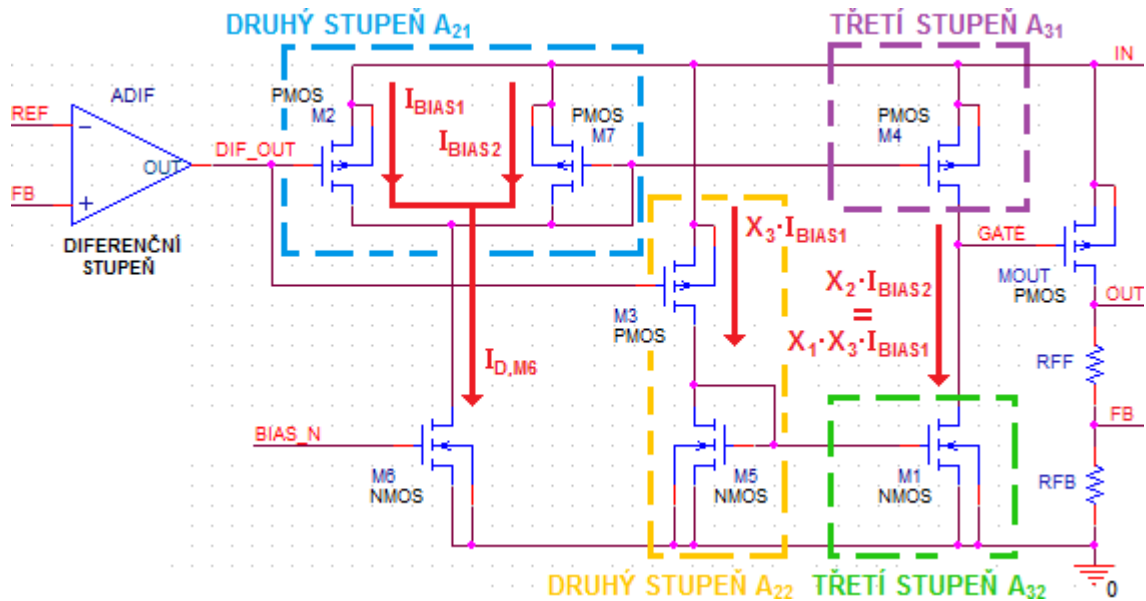 DRUHÝ STUPEŇ A21
TŘETÍ STUPEŇ A31
IN
ADIF
REF
OUT
FB
DIFERENČNÍ
STUPEŇ
DIF_OUT
PMOS
M2
IBIAS1
IBIAS2
PMOS
M7
PMOS
M4
X3·IBIAS1
GATE
MOUT
PMOS
OUT
M3
PMOS
X2·IBIAS2
=
X1·X3·IBIAS1
ID,M6
RFF
FB
BIAS_N
M6
NMOS
M5
NMOS
M1
NMOS
RFB
0
DRUHÝ STUPEŇ A22
TŘETÍ STUPEŇ A32